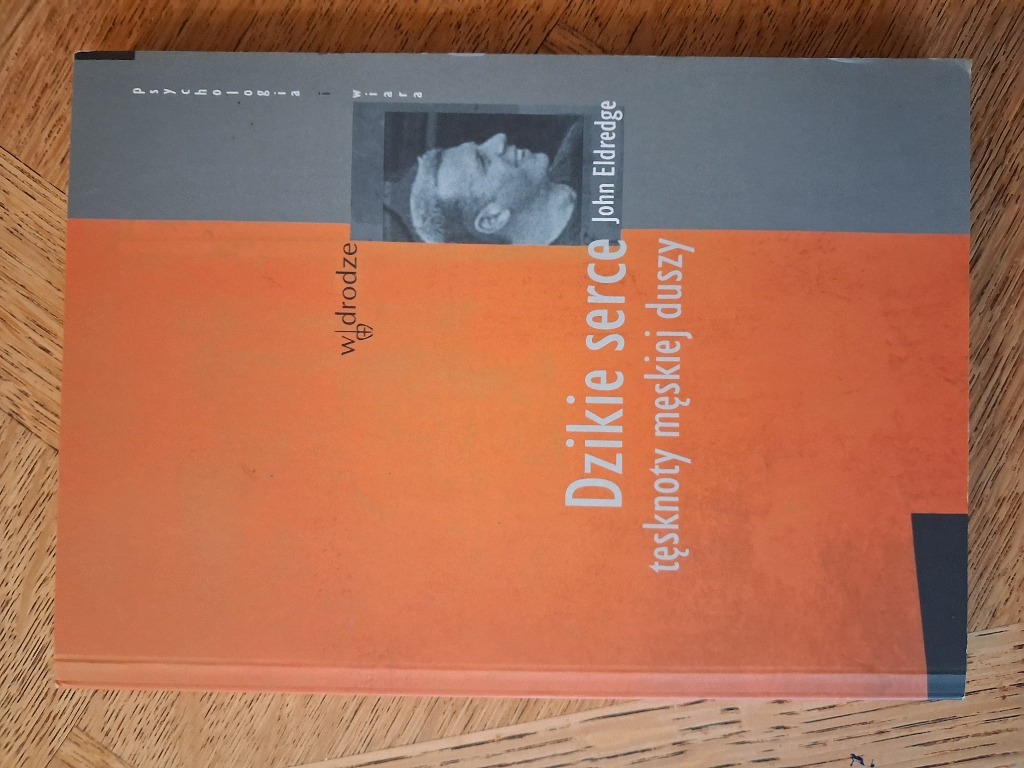 psychologia i wiara
w drodze
John Eldredge
Dzikie serce
tęsknoty męskiej duszy